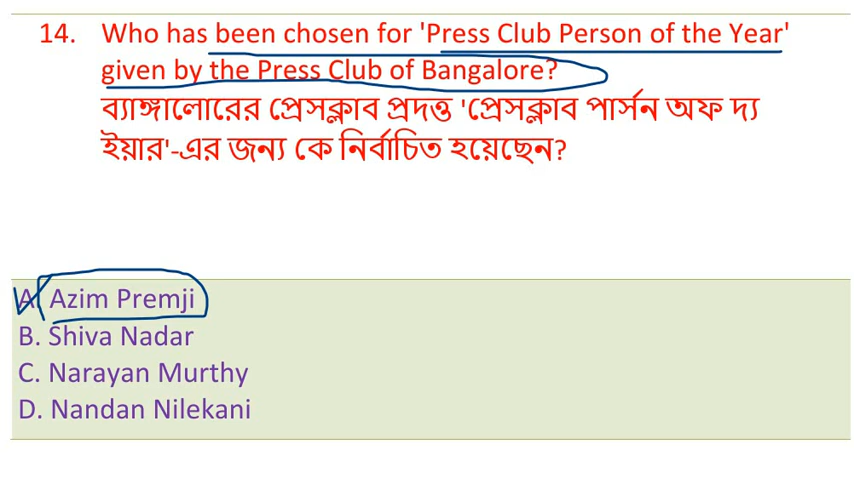 14. Who has been chosen for 'Press Club Person of the Year'
given by the Press Club of Bangalore?
ব্যাঙ্গালোরের প্রেসক্লাব প্রদত্ত 'প্রেসক্লাব পার্সন অফ দ্য
ইয়ার'-এর জন্য কে নির্বাচিত হয়েছেন?
A. Azim Premji
B. Shiva Nadar
C. Narayan Murthy
D. Nandan Nilekani